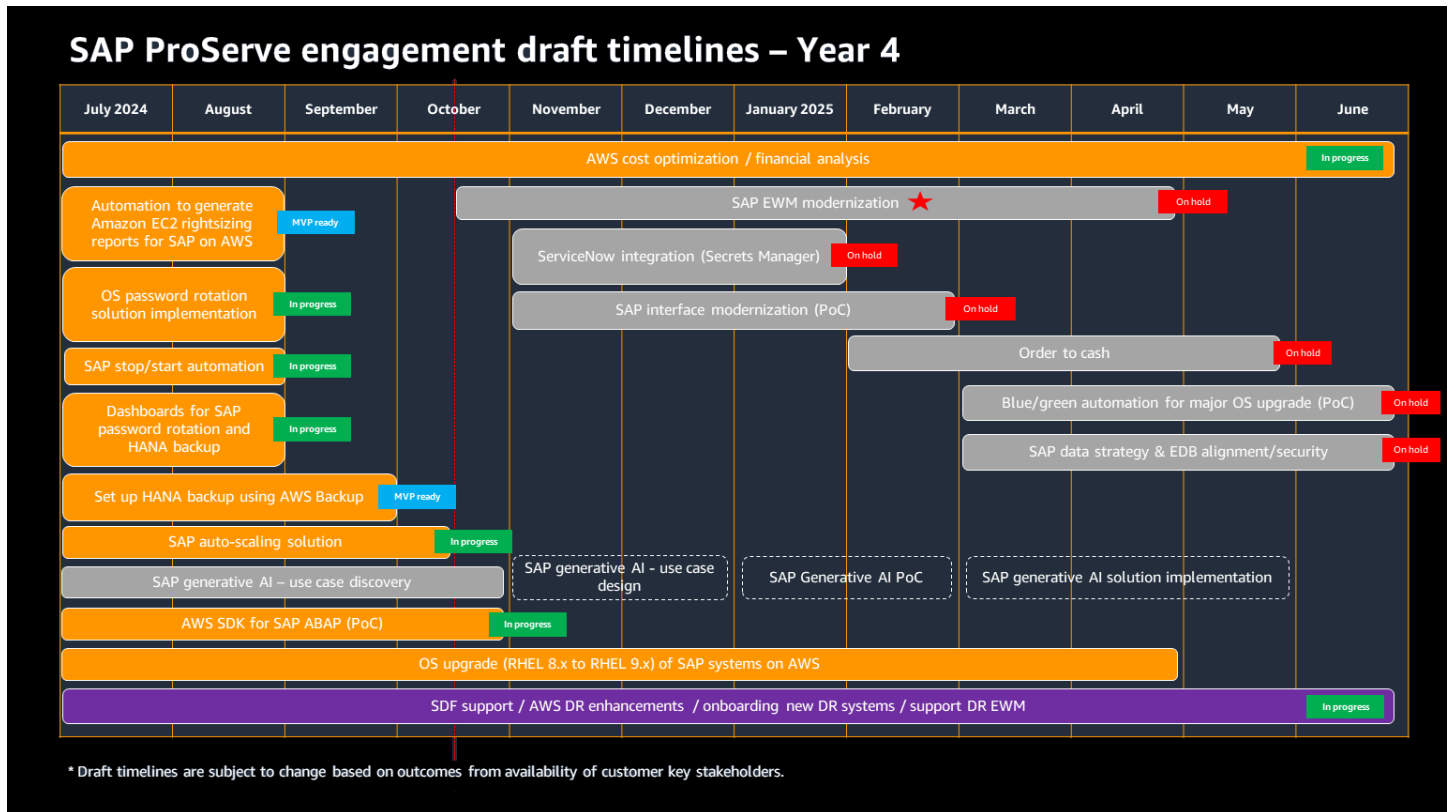 SAP ProServe engagement draft timelines – Year 4
July 2024
August
September
October
November
December
January 2025
February
March
April
May
June
AWS cost optimization / financial analysis
In progress
Automation to generate
Amazon EC2 rightsizing
reports for SAP on AWS
MVP ready
SAP EWM modernization
On hold
ServiceNow integration (Secrets Manager)
On hold
OS password rotation
solution implementation
In progress
SAP interface modernization (PoC)
On hold
SAP stop/start automation
In progress
Order to cash
On hold
Dashboards for SAP
password rotation and
HANA backup
In progress
Blue/green automation for major OS upgrade (PoC)
On hold
SAP data strategy & EDB alignment/security
On hold
Set up HANA backup using AWS Backup
MVP ready
SAP auto-scaling solution
In progress
SAP generative AI – use case discovery
SAP generative AI - use case
design
SAP Generative AI PoC
SAP generative AI solution implementation
AWS SDK for SAP ABAP (PoC)
In progress
OS upgrade (RHEL 8.x to RHEL 9.x) of SAP systems on AWS
SDF support / AWS DR enhancements / onboarding new DR systems / support DR EWM
In progress
* Draft timelines are subject to change based on outcomes from availability of customer key stakeholders.